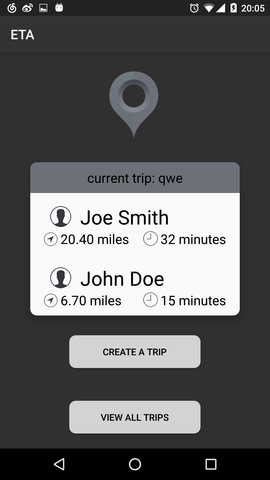 20:05
ETA
current trip: qwe
Joe Smith
20.40 miles 32 minutes
John Doe
6.70 miles 15 minutes
CREATE A TRIP
VIEW ALL TRIPS